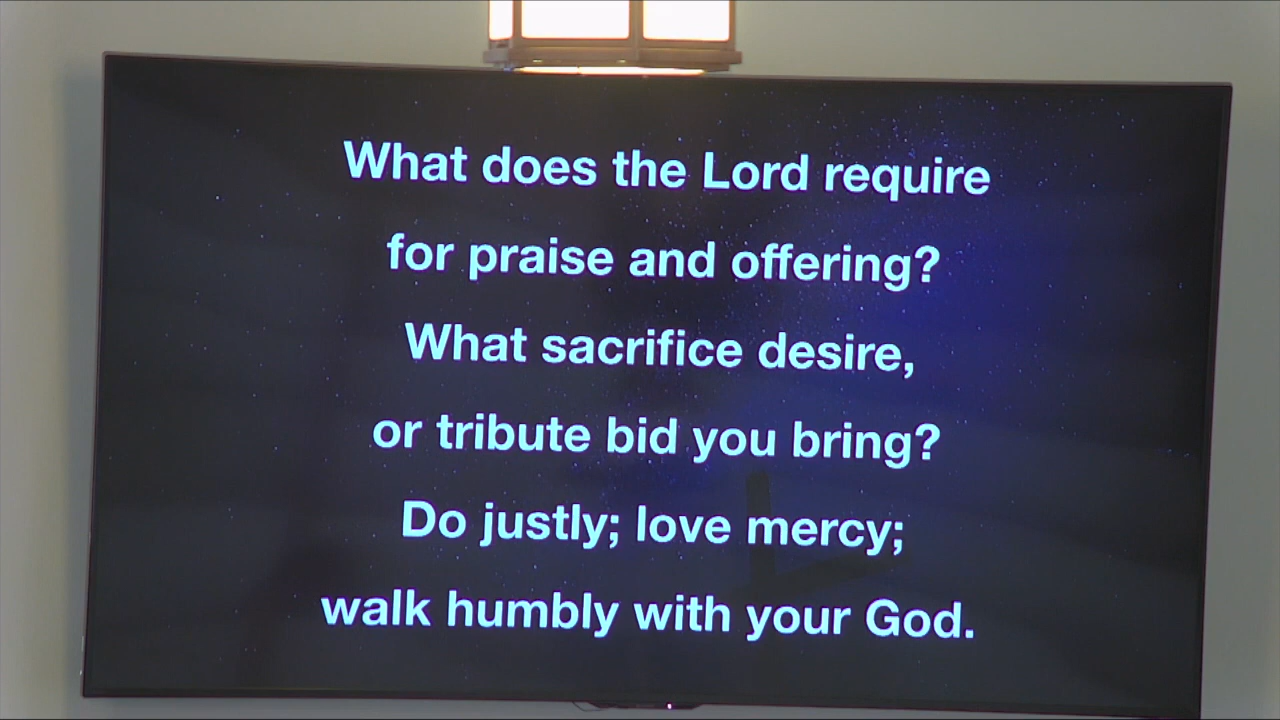 What does the Lord require
for praise and offering?
What sacrifice desire,
or tribute bid you bring?
Do justly; love mercy;
walk humbly with your God.